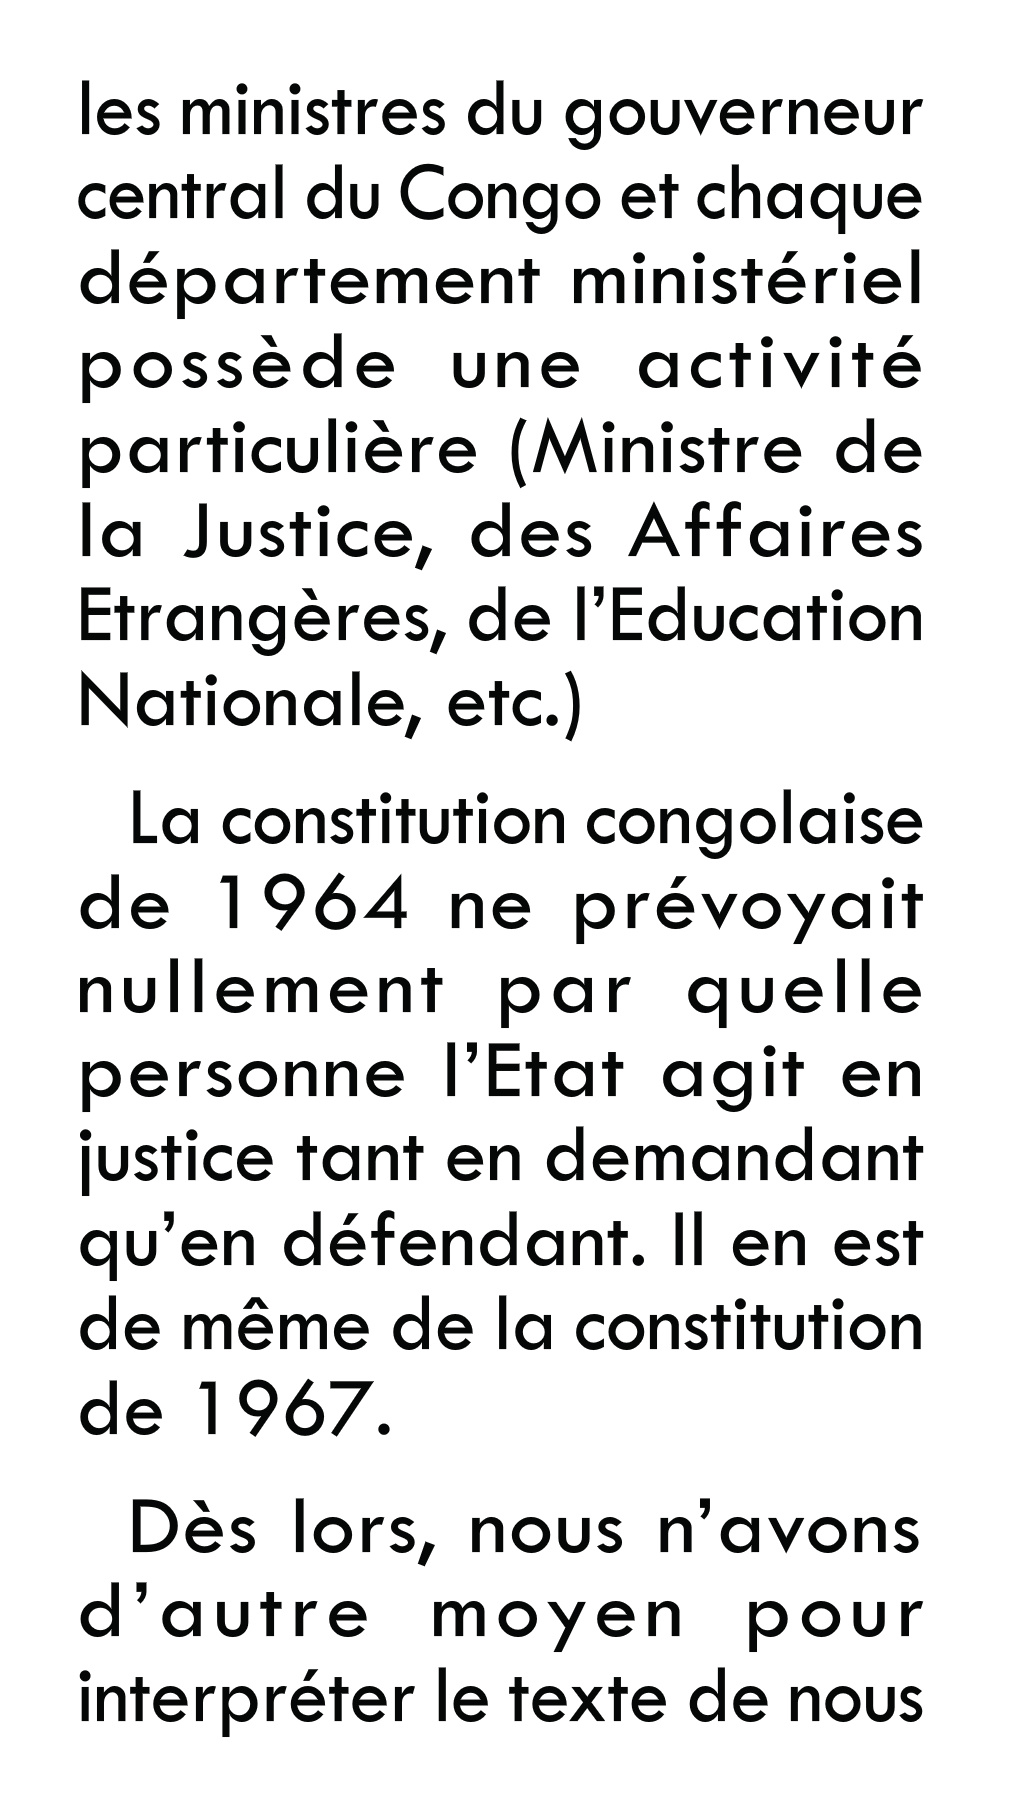 les ministres du gouverneur
central du Congo et chaque
département ministériel
possède une activité
particulière (Ministre de
la Justice, des Affaires
Etrangères, de l’Education
Nationale, etc.)
La constitution congolaise
de 1964 ne prévoyait
nullement par quelle
personne l’Etat agit en
justice tant en demandant
qu’en défendant. Il en est
de même de la constitution
de 1967.
Dès lors, nous n’avons
d’autre moyen pour
interpréter le texte de nous